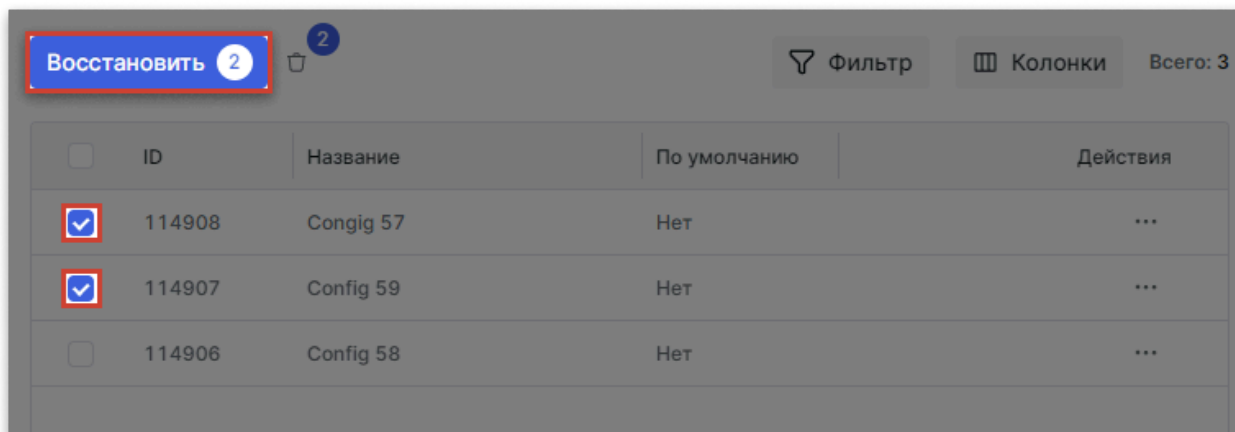 Восстановить 2 2 Фильтр Колонки Всего: 3
ID Название По умолчанию Действия
114908 Congig 57 Нет ...
114907 Config 59 Нет ...
114906 Config 58 Нет ...